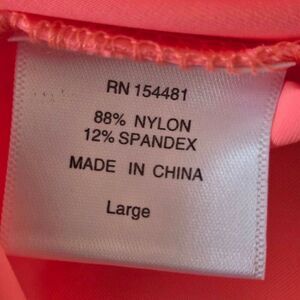 RN 154481
88% NYLON
12% SPANDEX
MADE IN CHINA
Large